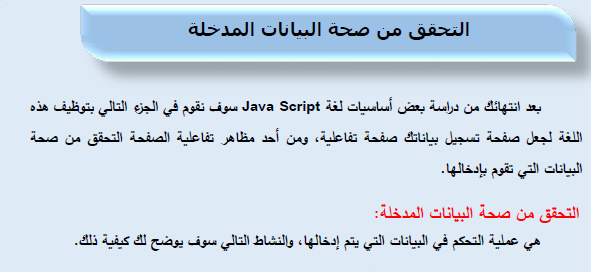 التحقق من صحة البيانات المدخلة
بعد انتهائك من دراسة بعض أساسيات لغة Java Script سوف نقوم في الجزء التالي بتوظيف هذه
اللغة لجعل صفحة تسجيل بياناتك صفحة تفاعلية، ومن أحد مظاهر تفاعلية الصفحة التحقق من صحة
البيانات التي تقوم بإدخالها.
التحقق من صحة البيانات المدخلة:
هي عملية التحكم في البيانات التي يتم إدخالها، والنشاط التالي سوف يوضح لك كيفية ذلك.